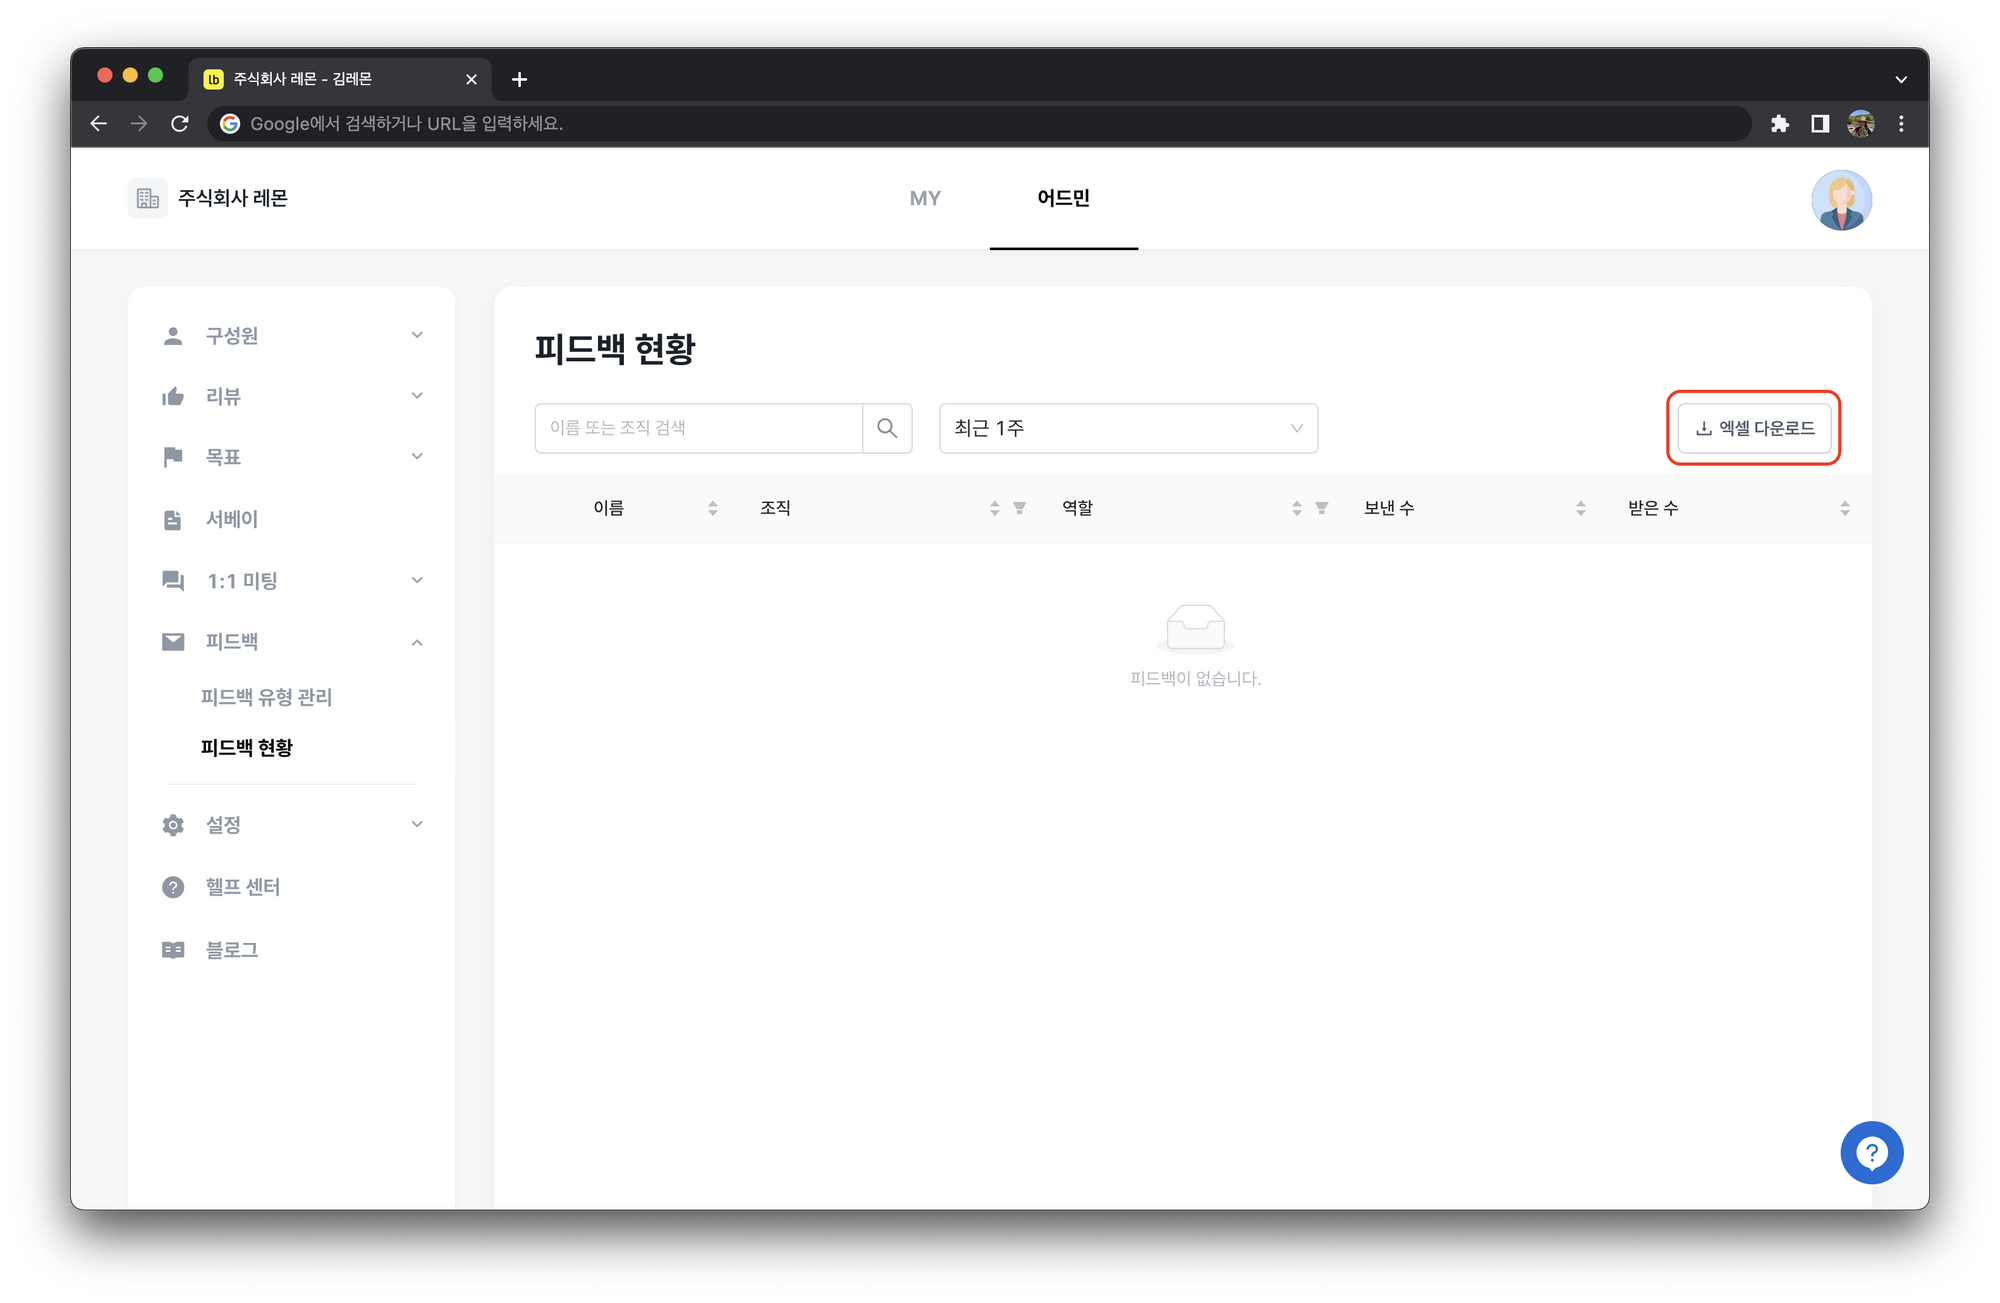 lb 주식회사 레몬 - 김레몬
Google에서 검색하거나 URL을 입력하세요.
주식회사 레몬
MY
어드민
구성원
리뷰
목표
서베이
1:1 미팅
피드백
피드백 유형 관리
피드백 현황
설정
헬프 센터
블로그
피드백 현황
이름 또는 조직 검색
최근 1주
엑셀 다운로드
이름 조직 역할 보낸 수 받은 수
피드백이 없습니다.